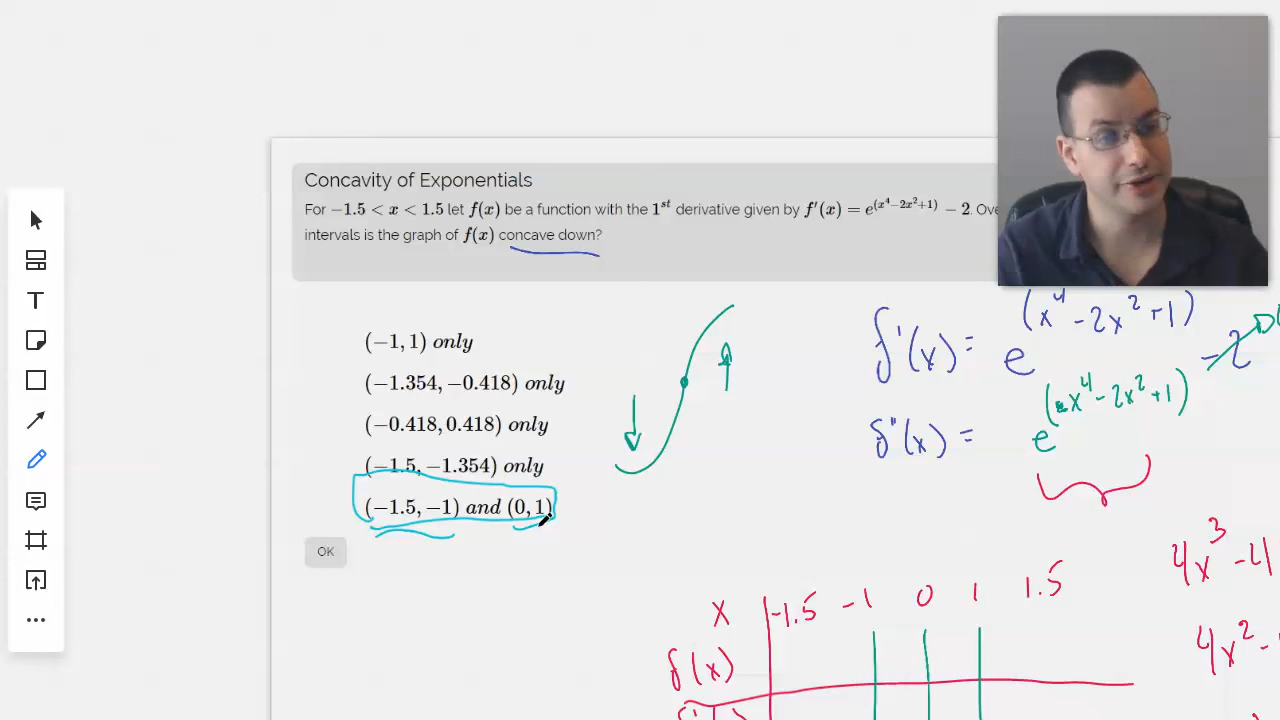 Concavity of Exponentials
For −1.5 < x < 1.5 let f(x) be a function with the 1ˢᵗ derivative given by f′(x) = e^(x⁴−2x²+1) − 2. Ove
intervals is the graph of f(x) concave down?
(−1, 1) only
(−1.354, −0.418) only
(−0.418, 0.418) only
(−1.5, −1.354) only
(−1.5, −1) and (0, 1)
OK
T
f'(x) = e^(x⁴ - 2x² + 1) - 2
f"(x) = e^(x⁴ - 2x² + 1)
4x³ - 4
4x² -
x -1.5 -1 0 1 1.5
f(x)